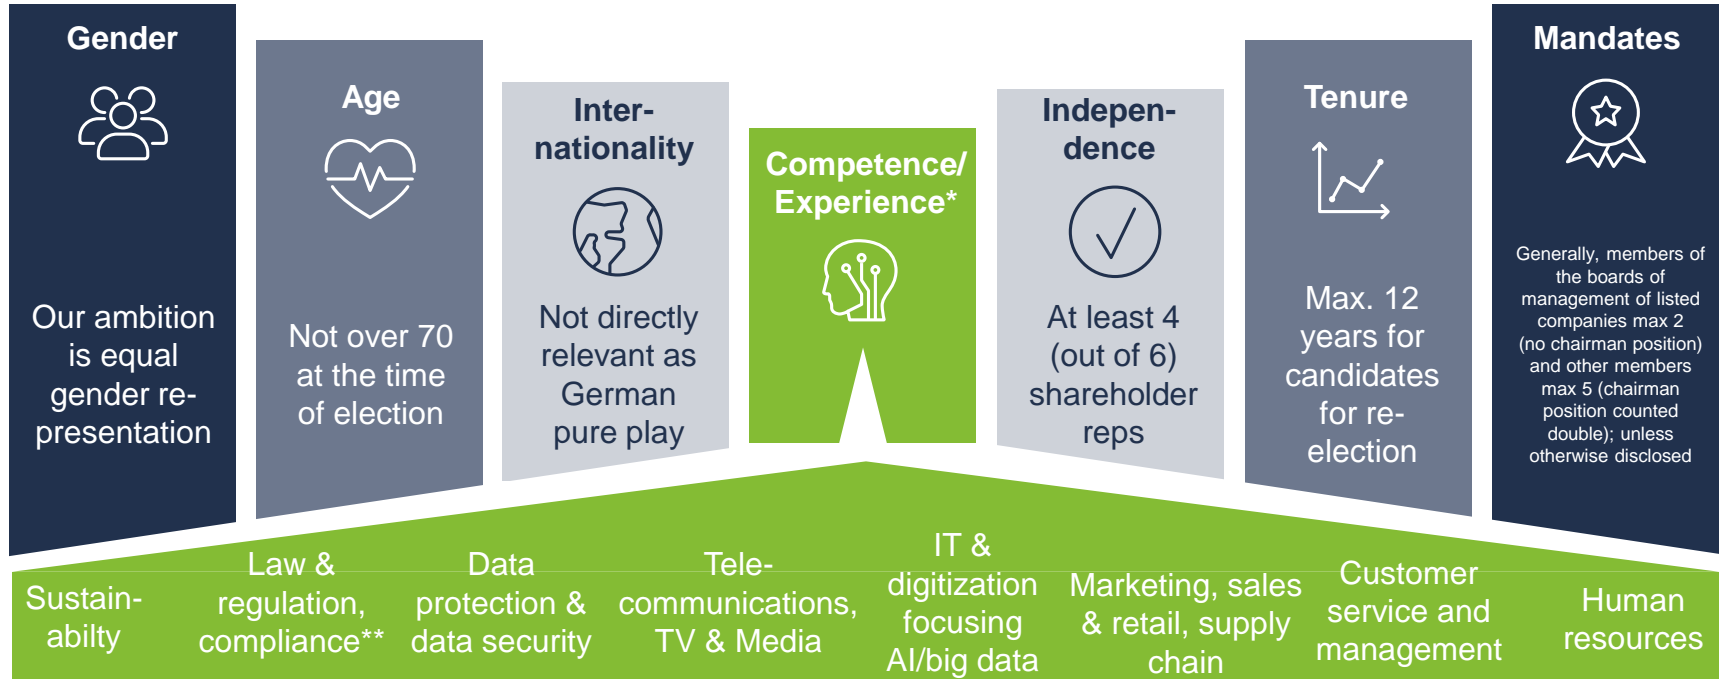 Gender
Our ambition
is equal
gender re-
presentation
Age
Not over 70
at the time
of election
Inter-
nationality
Not directly
relevant as
German
pure play
Competence/
Experience*
Indepen-
dence
At least 4
(out of 6)
shareholder
reps
Tenure
Max. 12
years for
candidates
for re-
election
Mandates
Generally, members of
the boards of
management of listed
companies max 2
(no chairman position)
and other members
max 5 (chairman
position counted
double); unless
otherwise disclosed
Sustain-
abilty
Law &
regulation,
compliance**
Data
protection &
data security
Tele-
communications,
TV & Media
IT &
digitization
focusing
AI/big data
Marketing, sales
& retail, supply
chain
Customer
service and
management
Human
resources